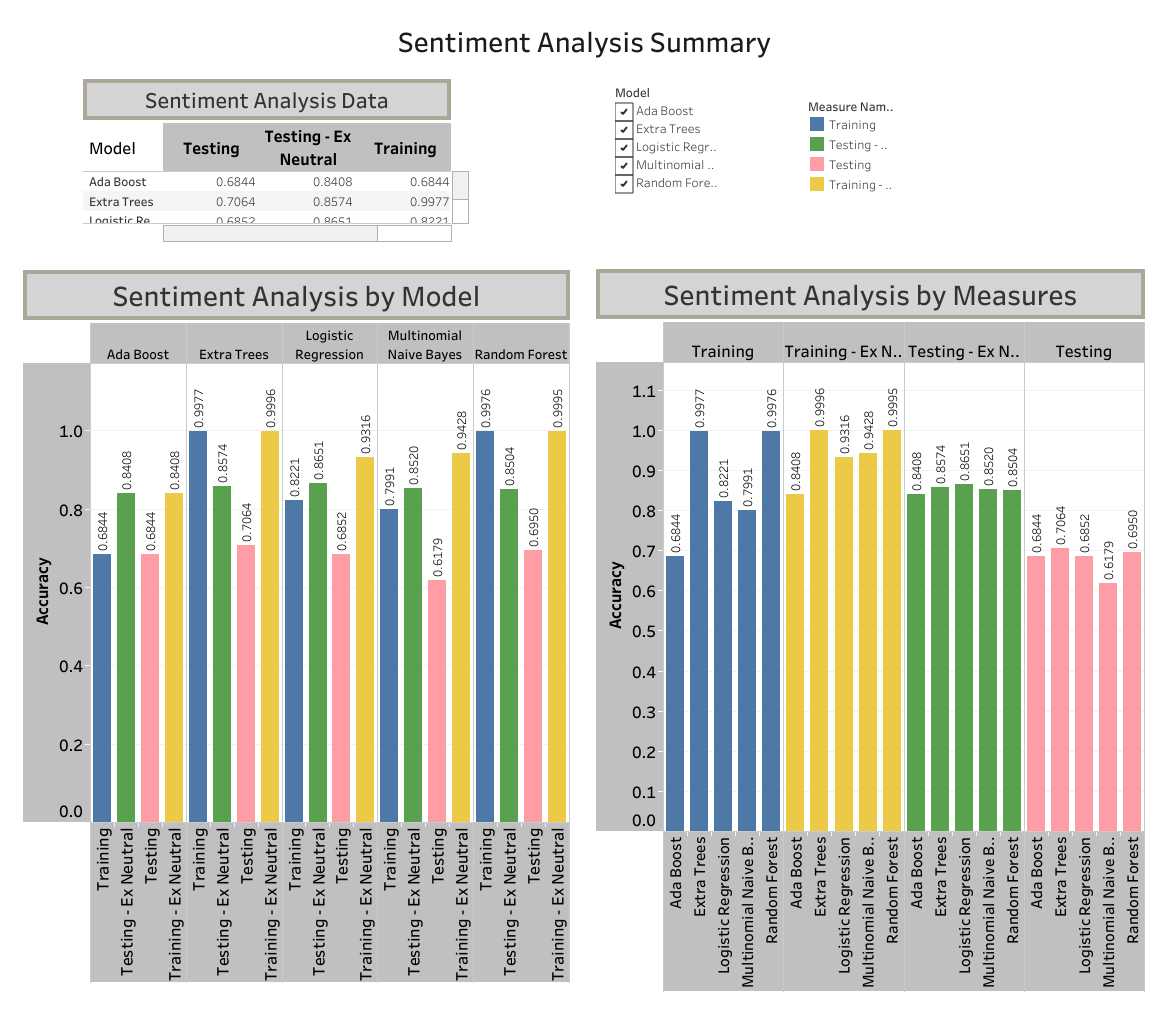 Sentiment Analysis Summary
Sentiment Analysis Data
Model Testing Testing - Ex Neutral Training
Ada Boost 0.6844 0.8408 0.6844
Extra Trees 0.7064 0.8574 0.9977
Logistic Re 0.6852 0.8651 0.8221
Model
Ada Boost
Extra Trees
Logistic Regr..
Multinomial ..
Random Fore..
Measure Nam..
Training
Testing - ..
Testing
Training - ..
Sentiment Analysis by Model
Ada Boost
Extra Trees
Logistic
Regression
Multinomial
Naive Bayes
Random Forest
Accuracy
1.0
0.8
0.6
0.4
0.2
0.0
0.6844
0.8408
0.6844
0.8408
0.9977
0.8574
0.7064
0.9996
0.8221
0.8651
0.6852
0.9316
0.7991
0.8520
0.6179
0.9428
0.9976
0.8504
0.6950
0.9995
Training
Testing - Ex Neutral
Testing
Training - Ex Neutral
Training
Testing - Ex Neutral
Testing
Training - Ex Neutral
Training
Testing - Ex Neutral
Testing
Training - Ex Neutral
Training
Testing - Ex Neutral
Testing
Training - Ex Neutral
Training
Testing - Ex Neutral
Testing
Training - Ex Neutral
Sentiment Analysis by Measures
Training
Training - Ex N..
Testing - Ex N..
Testing
Accuracy
1.1
1.0
0.9
0.8
0.7
0.6
0.5
0.4
0.3
0.2
0.1
0.0
0.6844
0.9977
0.8221
0.7991
0.9976
0.8408
0.9996
0.9316
0.9428
0.9995
0.8408
0.8574
0.8651
0.8520
0.8504
0.6844
0.7064
0.6852
0.6179
0.6950
Ada Boost
Extra Trees
Logistic Regression
Multinomial Naive B..
Random Forest
Ada Boost
Extra Trees
Logistic Regression
Multinomial Naive B..
Random Forest
Ada Boost
Extra Trees
Logistic Regression
Multinomial Naive B..
Random Forest
Ada Boost
Extra Trees
Logistic Regression
Multinomial Naive B..
Random Forest